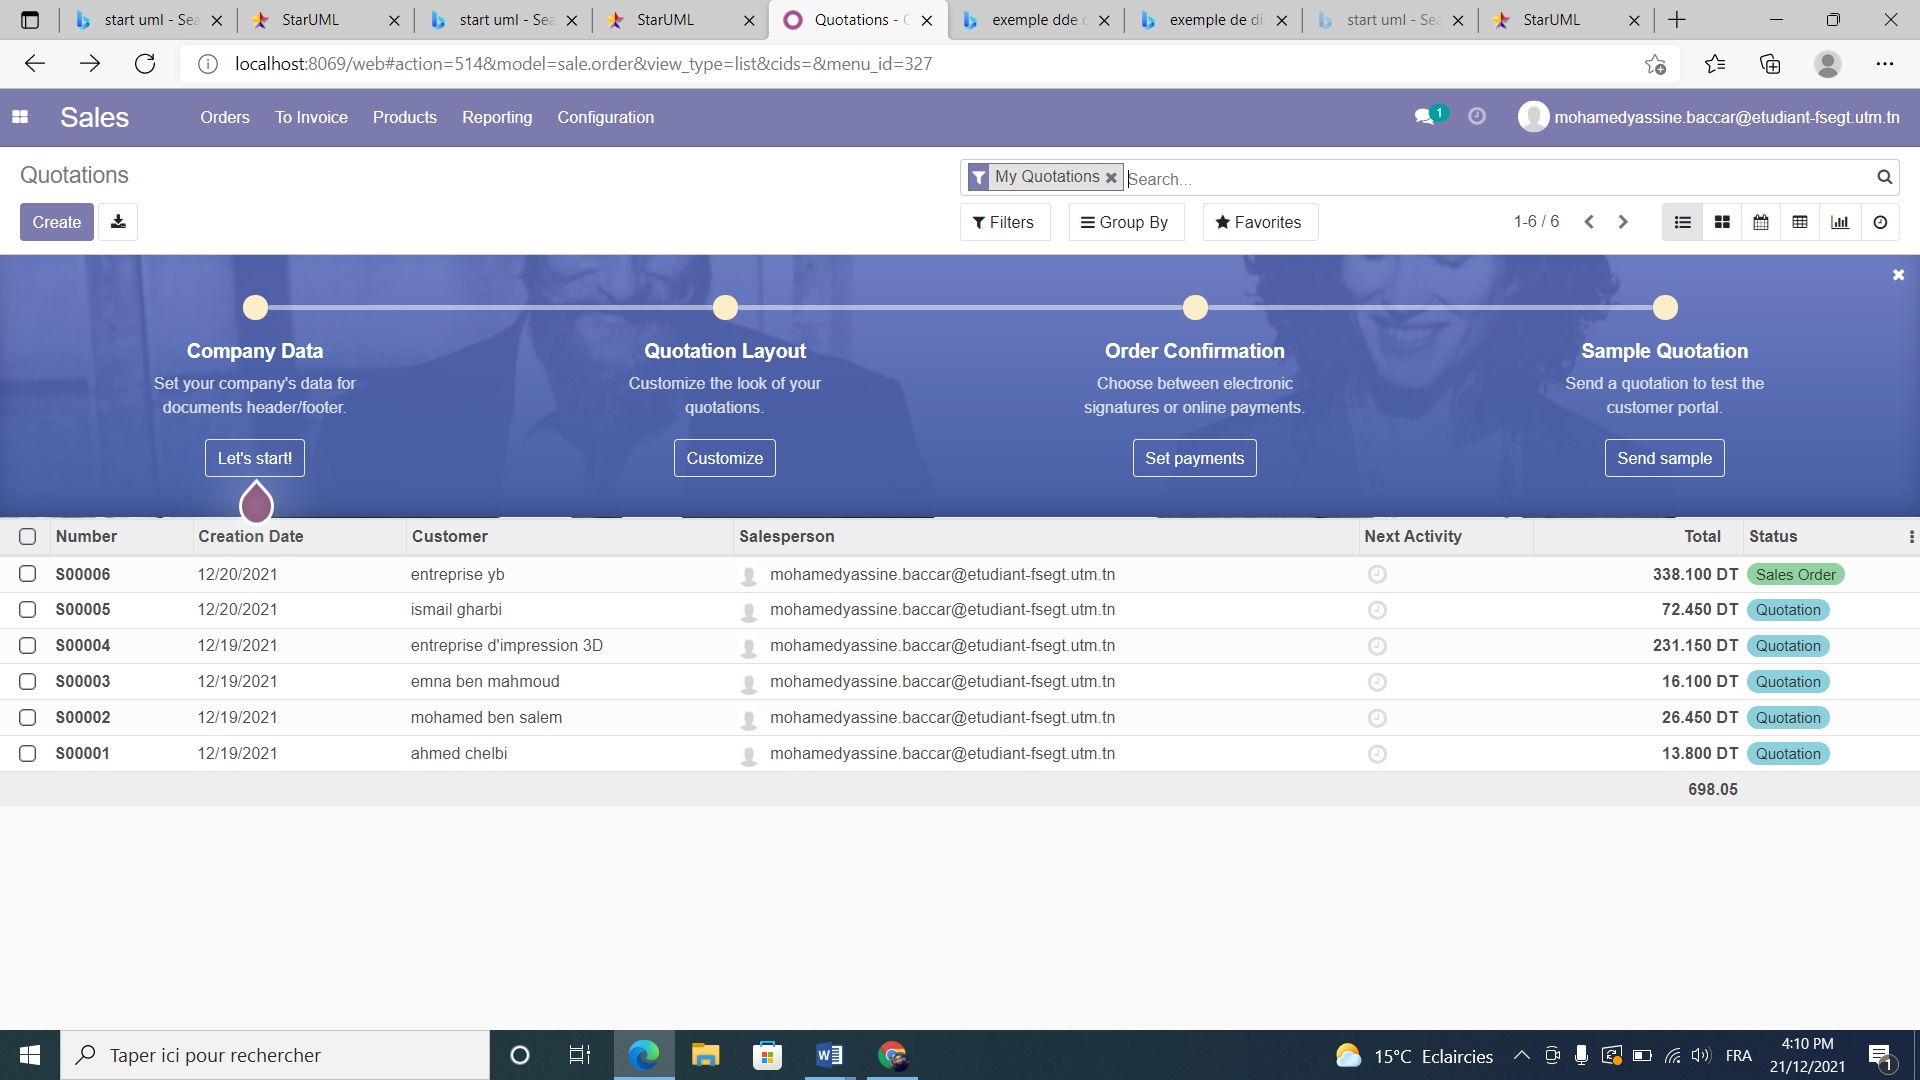 start uml - Sea
StarUML
start uml - Sea
StarUML
Quotations - O
exemple dde c
exemple de di
start uml - Sea
StarUML
localhost:8069/web#action=514&model=sale.order&view_type=list&cids=&menu_id=327
Sales
Orders
To Invoice
Products
Reporting
Configuration
1
mohamedyassine.baccar@etudiant-fsegt.utm.tn
Quotations
My Quotations
Search...
Create
Filters
Group By
Favorites
1-6 / 6
Company Data
Set your company's data for
documents header/footer.
Let's start!
Quotation Layout
Customize the look of your
quotations.
Customize
Order Confirmation
Choose between electronic
signatures or online payments.
Set payments
Sample Quotation
Send a quotation to test the
customer portal.
Send sample
Number Creation Date Customer Salesperson Next Activity Total Status
S00006 12/20/2021 entreprise yb mohamedyassine.baccar@etudiant-fsegt.utm.tn 338.100 DT Sales Order
S00005 12/20/2021 ismail gharbi mohamedyassine.baccar@etudiant-fsegt.utm.tn 72.450 DT Quotation
S00004 12/19/2021 entreprise d'impression 3D mohamedyassine.baccar@etudiant-fsegt.utm.tn 231.150 DT Quotation
S00003 12/19/2021 emna ben mahmoud mohamedyassine.baccar@etudiant-fsegt.utm.tn 16.100 DT Quotation
S00002 12/19/2021 mohamed ben salem mohamedyassine.baccar@etudiant-fsegt.utm.tn 26.450 DT Quotation
S00001 12/19/2021 ahmed chelbi mohamedyassine.baccar@etudiant-fsegt.utm.tn 13.800 DT Quotation
698.05
Taper ici pour rechercher
15°C Eclaircies
FRA
4:10 PM
21/12/2021
1